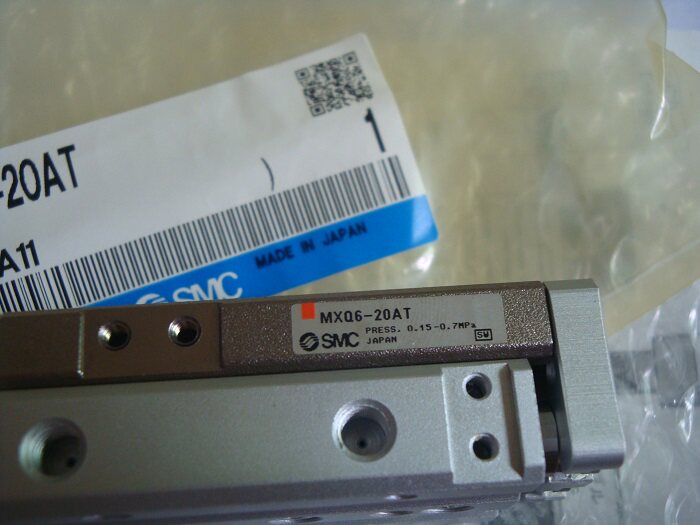 1
-20AT
A11
MADE IN JAPAN
SMC
MXQ6-20AT
PRESS. 0.15-0.7MPa
SMC JAPAN
SW